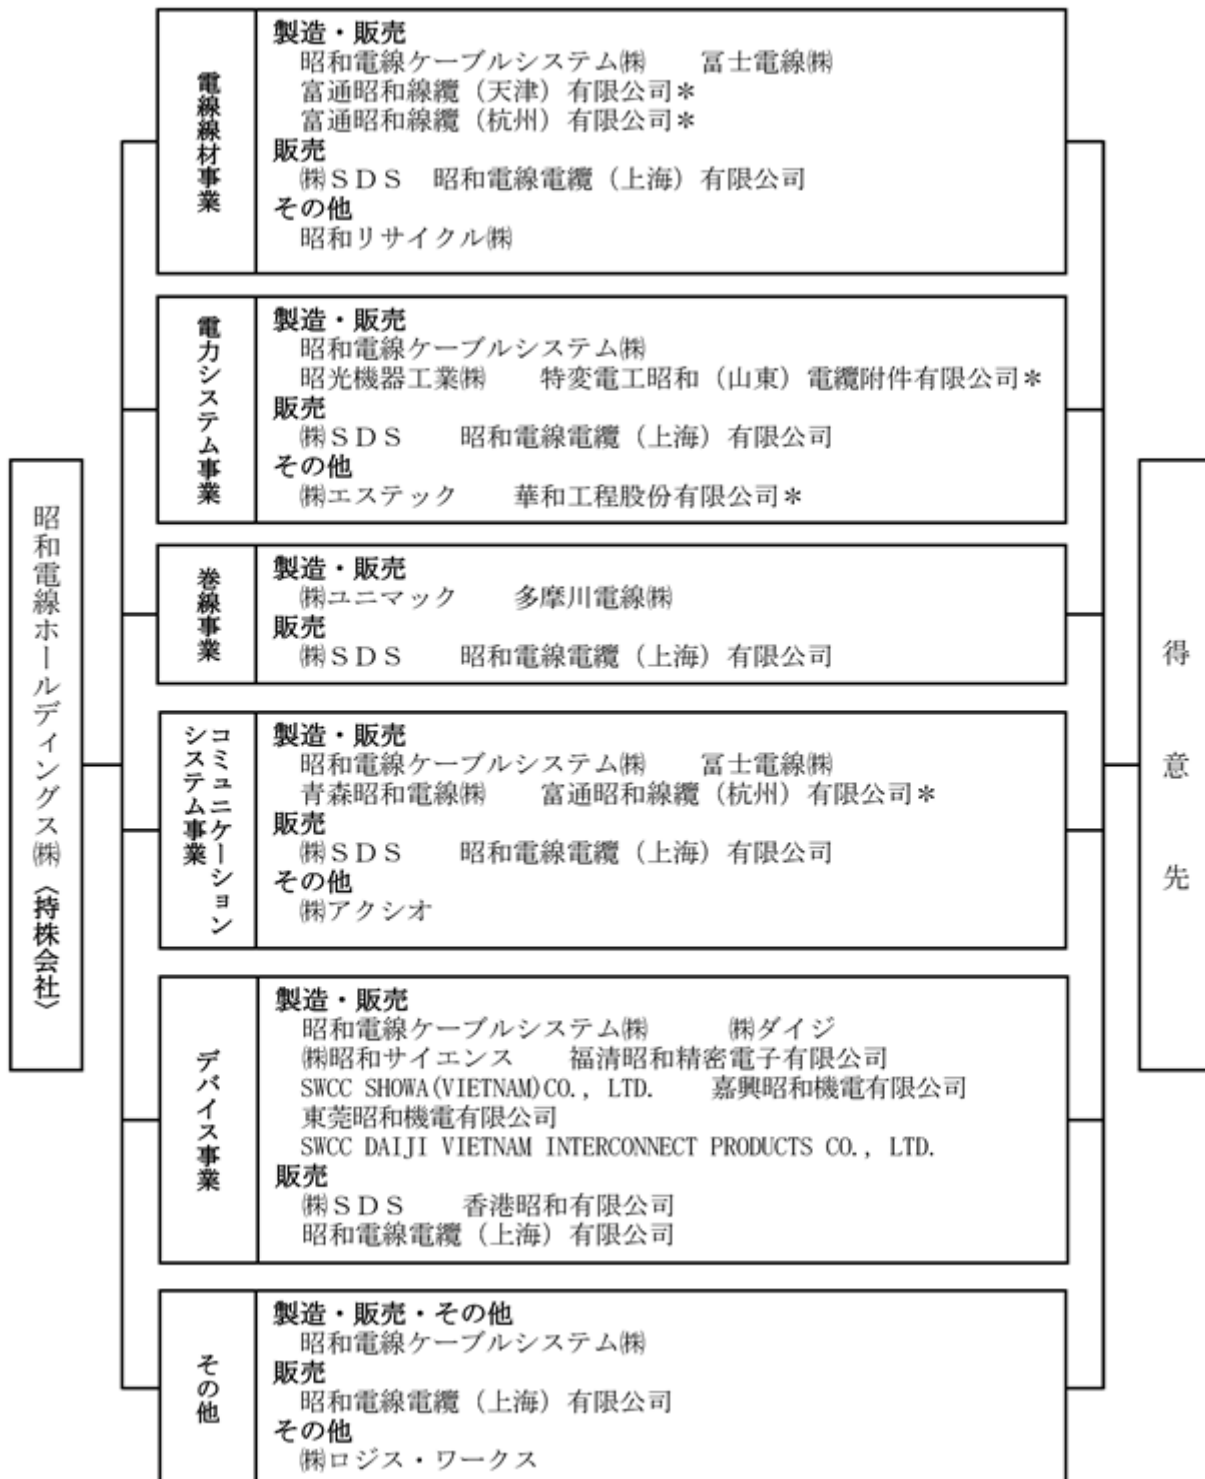 昭和電線ホールディングス㈱〈持株会社〉
電線線材事業
製造・販売
昭和電線ケーブルシステム㈱　冨士電線㈱
富通昭和線纜（天津）有限公司＊
富通昭和線纜（杭州）有限公司＊
販売
㈱ＳＤＳ　昭和電線電纜（上海）有限公司
その他
昭和リサイクル㈱
電力システム事業
製造・販売
昭和電線ケーブルシステム㈱
昭光機器工業㈱　特変電工昭和（山東）電纜附件有限公司＊
販売
㈱ＳＤＳ　昭和電線電纜（上海）有限公司
その他
㈱エステック　華和工程股份有限公司＊
巻線事業
製造・販売
㈱ユニマック　多摩川電線㈱
販売
㈱ＳＤＳ　昭和電線電纜（上海）有限公司
コミュニケーション
システム事業
製造・販売
昭和電線ケーブルシステム㈱　冨士電線㈱
青森昭和電線㈱　富通昭和線纜（杭州）有限公司＊
販売
㈱ＳＤＳ　昭和電線電纜（上海）有限公司
その他
㈱アクシオ
デバイス事業
製造・販売
昭和電線ケーブルシステム㈱　㈱ダイジ
㈱昭和サイエンス　福清昭和精密電子有限公司
SWCC SHOWA(VIETNAM)CO., LTD.　嘉興昭和機電有限公司
東莞昭和機電有限公司
SWCC DAIJI VIETNAM INTERCONNECT PRODUCTS CO., LTD.
販売
㈱ＳＤＳ　香港昭和有限公司
昭和電線電纜（上海）有限公司
その他
製造・販売・その他
昭和電線ケーブルシステム㈱
販売
昭和電線電纜（上海）有限公司
その他
㈱ロジス・ワークス
得意先